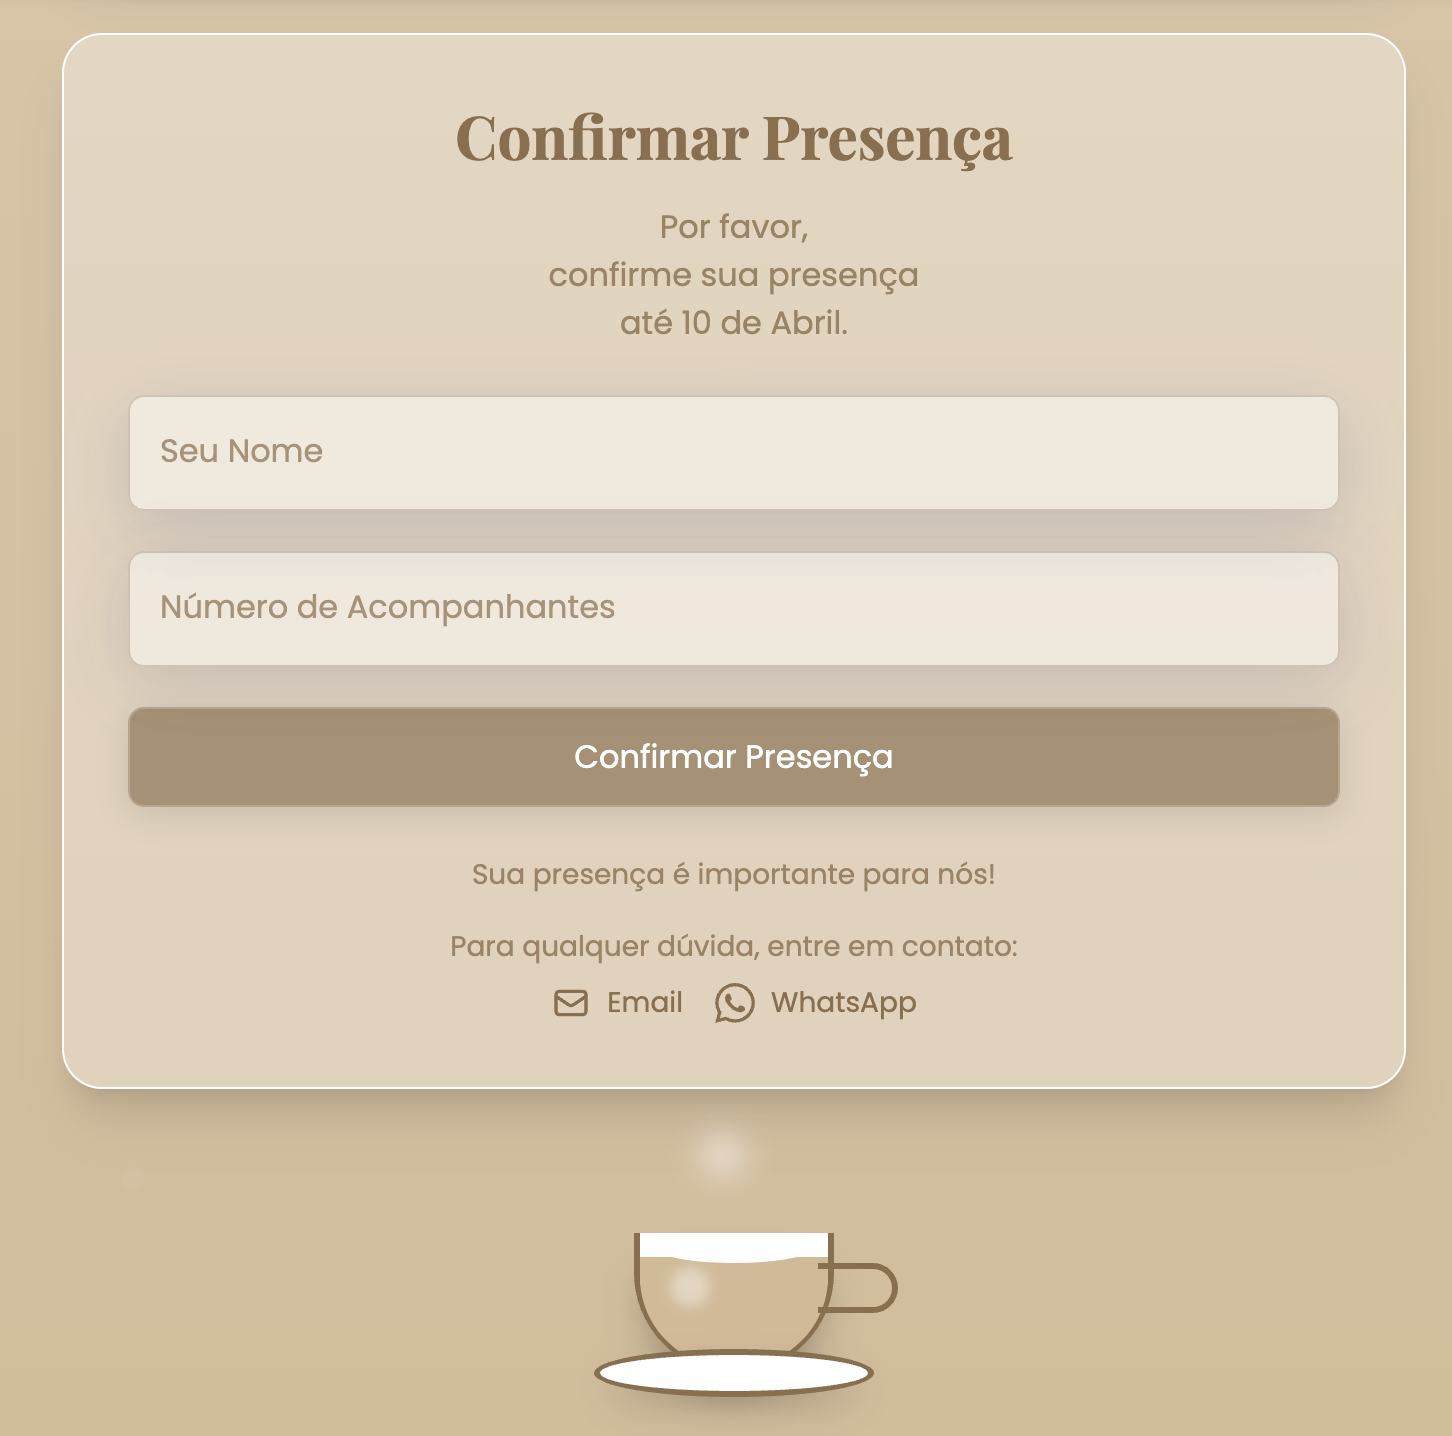 Confirmar Presença
Por favor,
confirme sua presença
até 10 de Abril.
Seu Nome
Número de Acompanhantes
Confirmar Presença
Sua presença é importante para nós!
Para qualquer dúvida, entre em contato:
Email WhatsApp